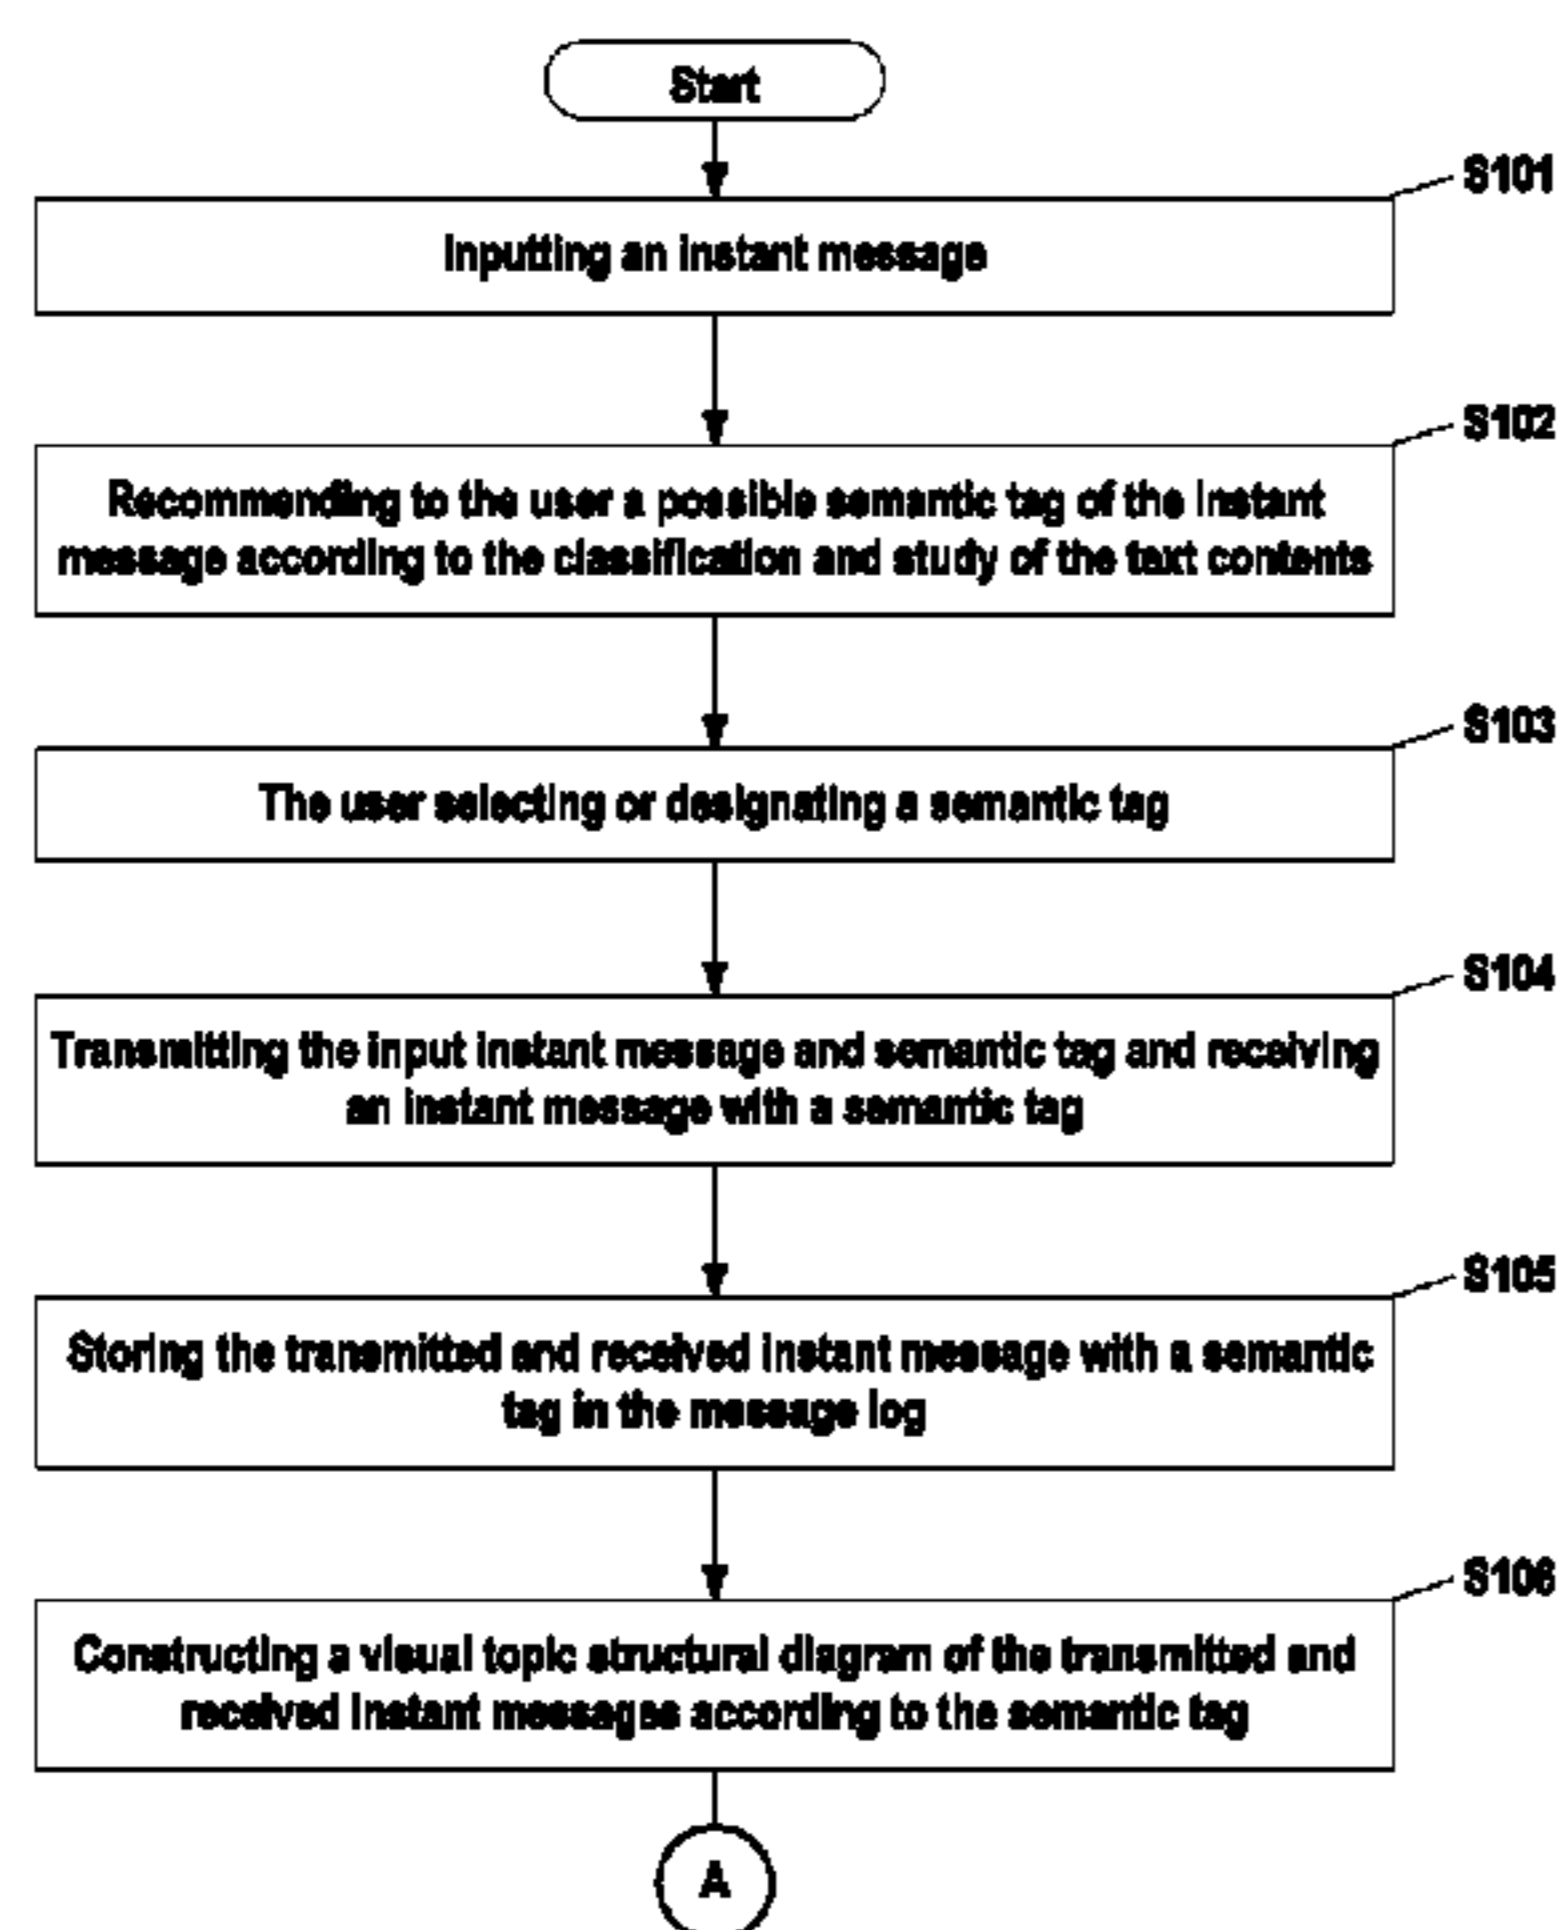 Start
S101
Inputting an instant message
S102
Recommending to the user a possible semantic tag of the instant
message according to the classification and study of the text contents
S103
The user selecting or designating a semantic tag
S104
Transmitting the input instant message and semantic tag and receiving
an instant message with a semantic tag
S105
Storing the transmitted and received instant message with a semantic
tag in the message log
S106
Constructing a visual topic structural diagram of the transmitted and
received instant messages according to the semantic tag
A